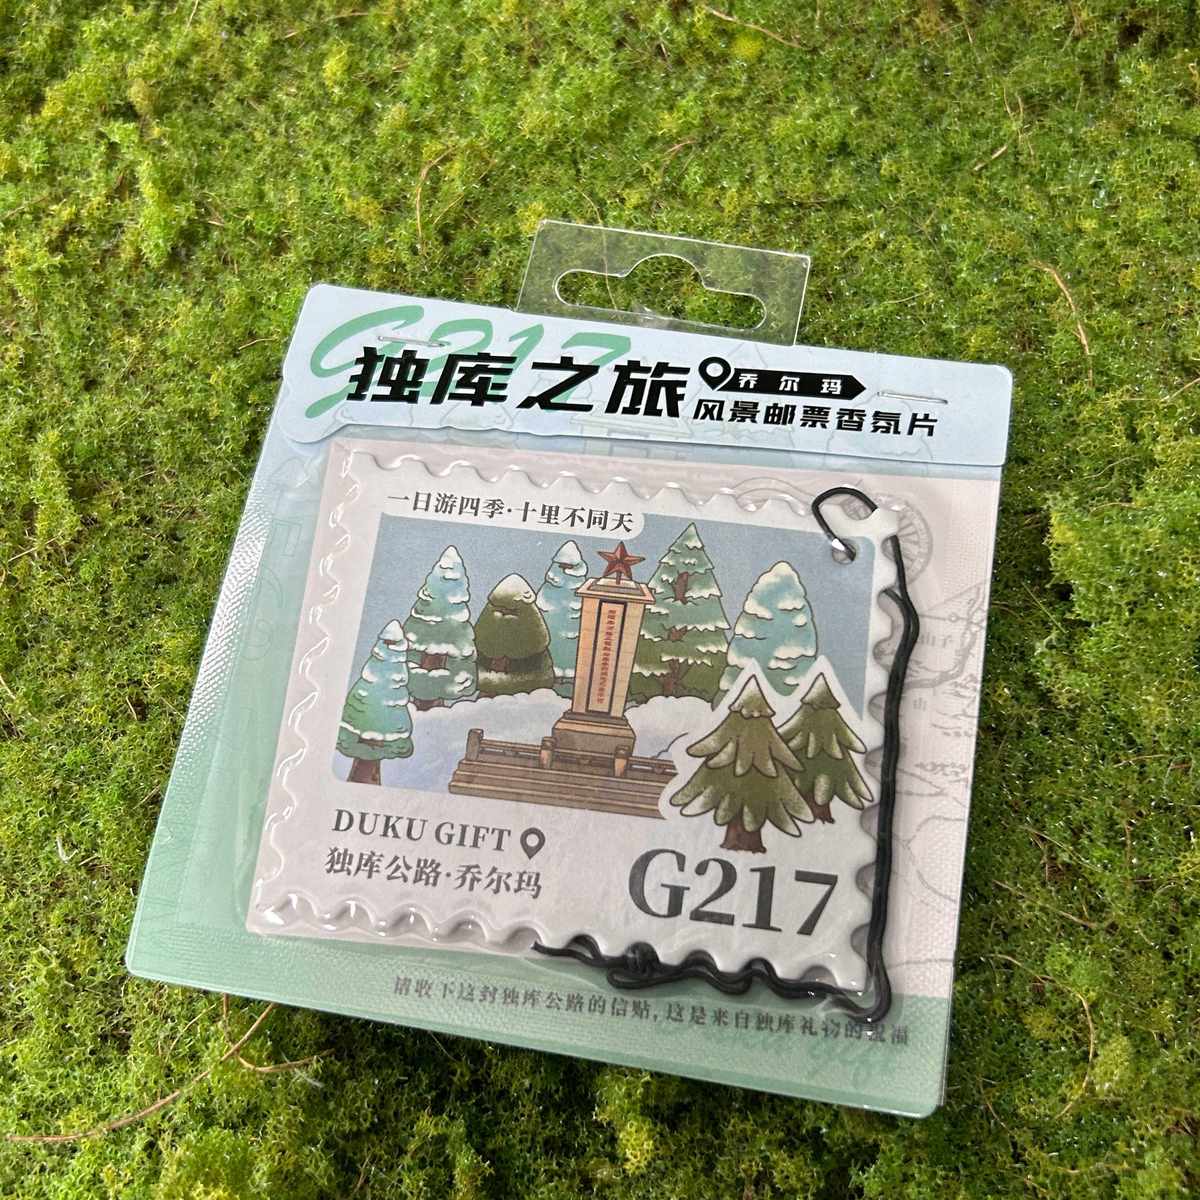 G217
独库之旅
乔尔玛
风景邮票香氛片
一日游四季·十里不同天
DUKU GIFT
独库公路·乔尔玛
G217
请收下这封独库公路的信贴，这是来自独库礼物的祝福